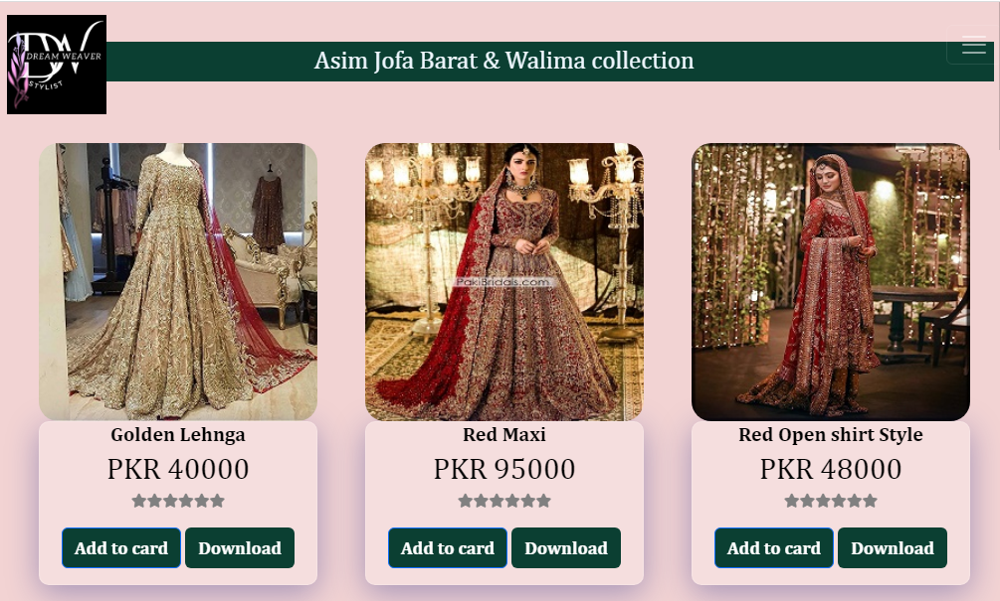 DW
DREAM WEAVER
STYLIST
Asim Jofa Barat & Walima collection
PakiBridals.com
Golden Lehnga
PKR 40000
Add to card Download
Red Maxi
PKR 95000
Add to card Download
Red Open shirt Style
PKR 48000
Add to card Download